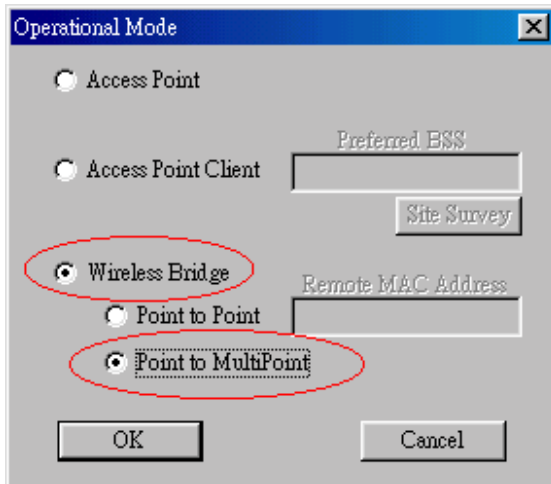 Operational Mode
Access Point
Preferred BSS
Access Point Client
Site Survey
Wireless Bridge
Remote MAC Address
Point to Point
Point to MultiPoint
OK
Cancel